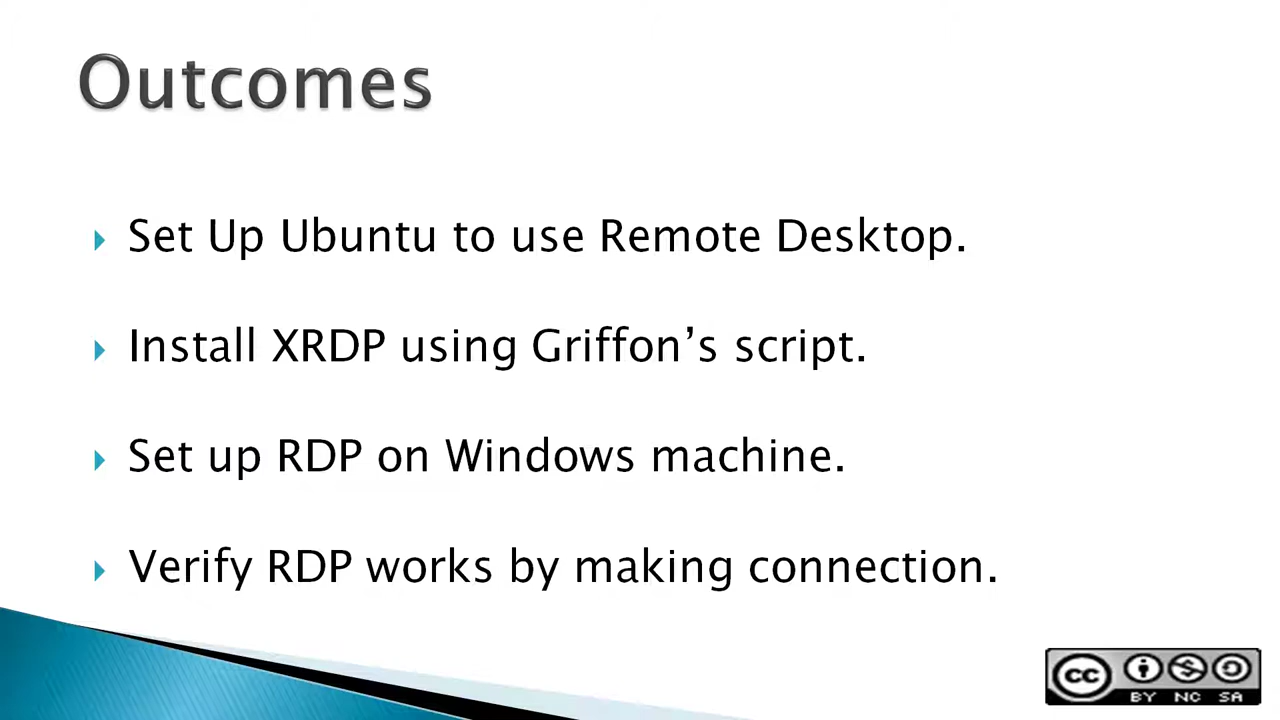 Outcomes
Set Up Ubuntu to use Remote Desktop.
Install XRDP using Griffon’s script.
Set up RDP on Windows machine.
Verify RDP works by making connection.
cc
BY NC SA